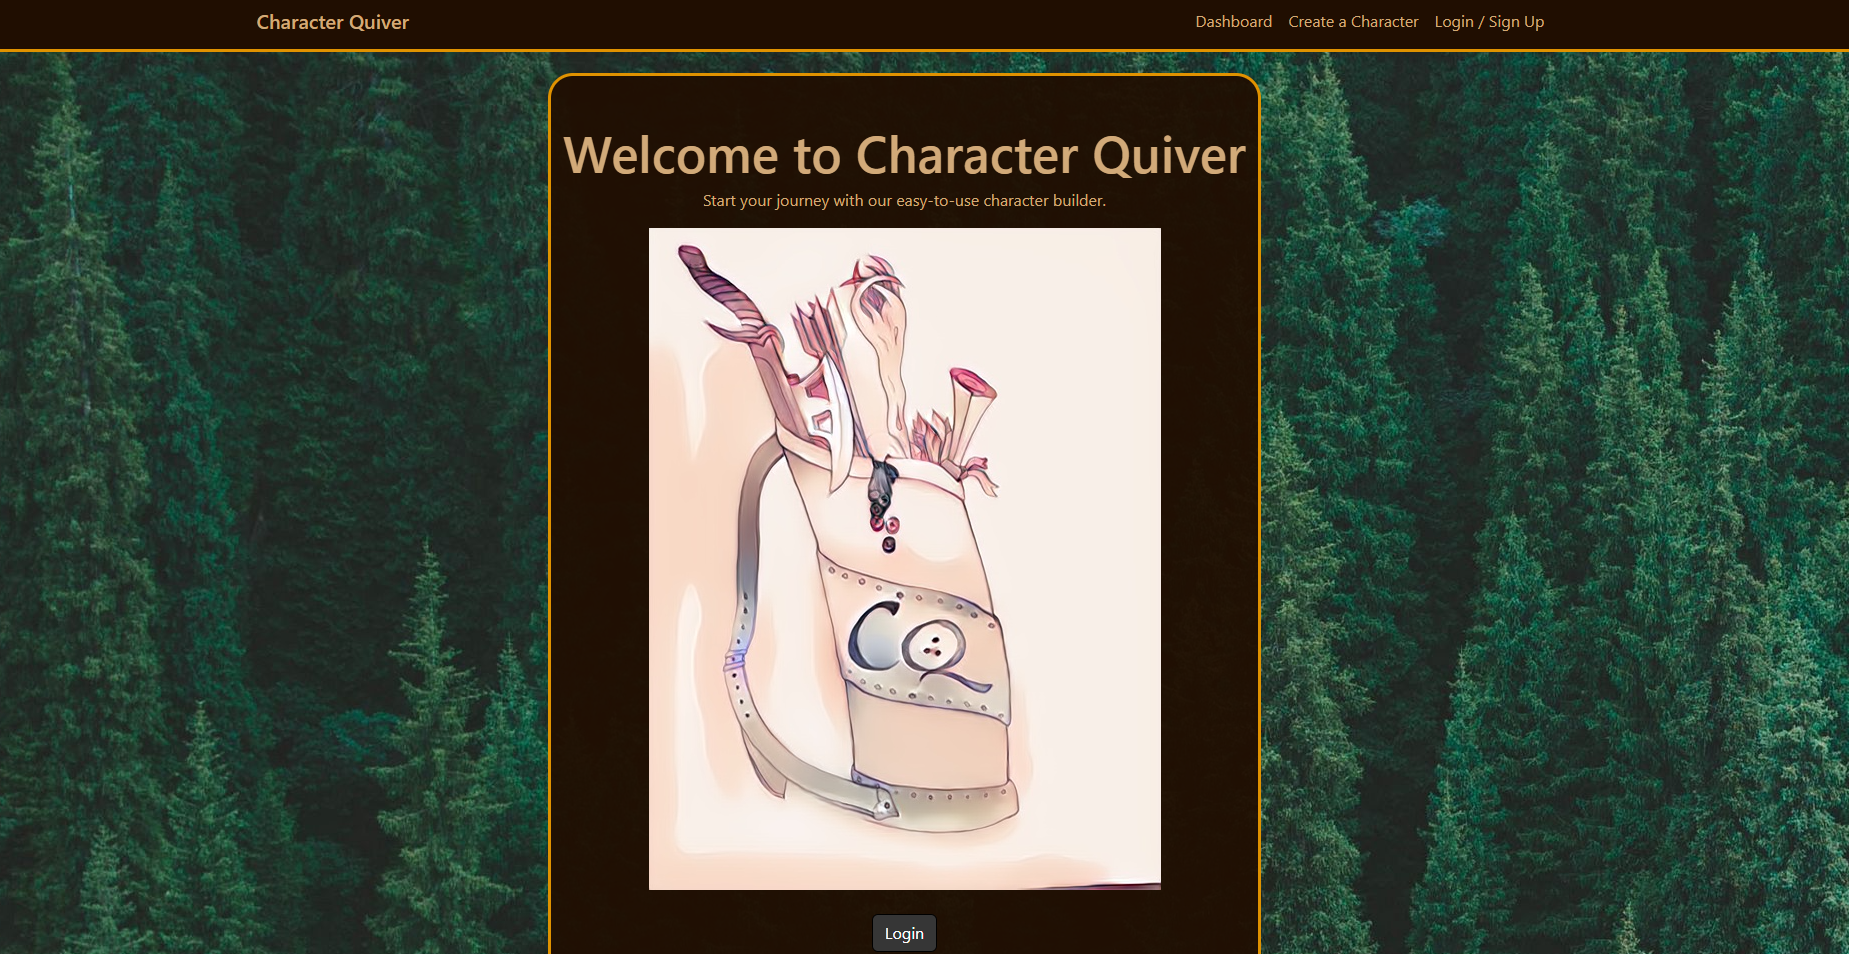 Character Quiver
Dashboard Create a Character Login / Sign Up
Welcome to Character Quiver
Start your journey with our easy-to-use character builder.
CQ
Login